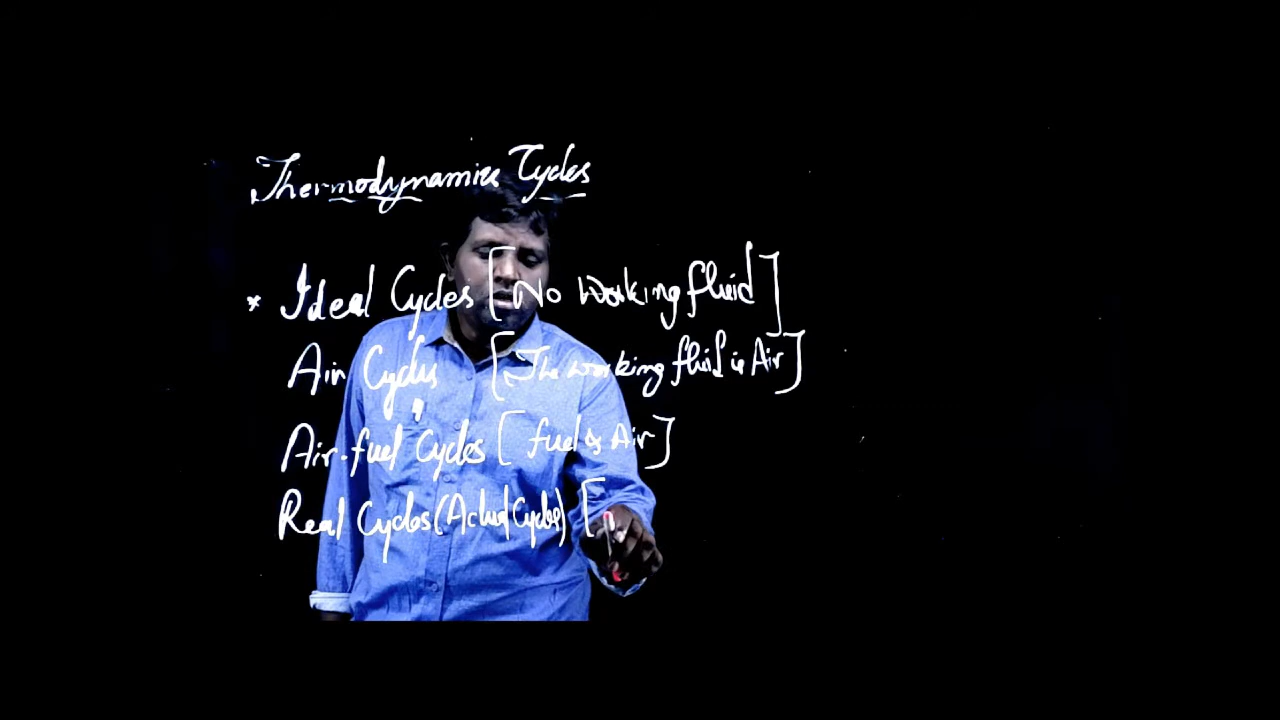 Thermodynamics Cycles
* Ideal Cycles [No working fluid]
Air Cycles [The working fluid is Air]
Air-fuel Cycles [fuel & Air]
Real Cycles (Actual Cycles) [